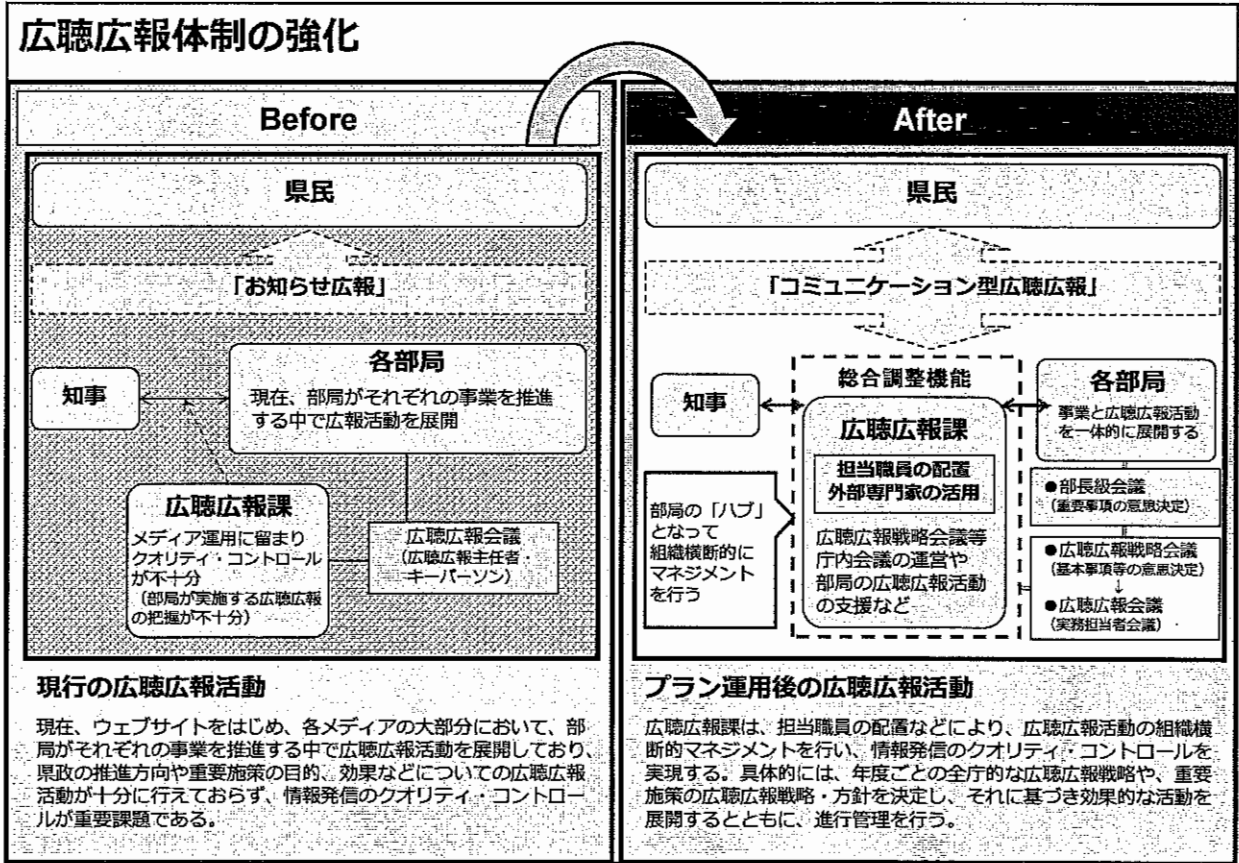 広聴広報体制の強化
Before
県民
「お知らせ広報」
知事
各部局
現在、部局がそれぞれの事業を推進
する中で広報活動を展開
広聴広報課
メディア運用に留まり
クオリティ・コントロール
が不十分
(部局が実施する広聴広報
の把握が不十分)
広聴広報会議
(広聴広報主任者・
キーパーソン)
現行の広聴広報活動
現在、ウェブサイトをはじめ、各メディアの大部分において、部
局がそれぞれの事業を推進する中で広聴広報活動を展開しており、
県政の推進方向や重要施策の目的、効果などについての広聴広報
活動が十分に行えておらず、情報発信のクオリティ・コントロー
ルが重要課題である。
After
県民
「コミュニケーション型広聴広報」
知事
総合調整機能
広聴広報課
担当職員の配置
外部専門家の活用
広聴広報戦略会議等
庁内会議の運営や
部局の広聴広報活動
の支援など
部局の「ハブ」
となって
組織横断的に
マネジメント
を行う
各部局
事業と広聴広報活動
を一体的に展開する
●部長級会議
(重要事項の意思決定)
●広聴広報戦略会議
(基本事項等の意思決定)
↓
●広聴広報会議
(実務担当者会議)
プラン運用後の広聴広報活動
広聴広報課は、担当職員の配置などにより、広聴広報活動の組織横
断的マネジメントを行い、情報発信のクオリティ・コントロールを
実現する。具体的には、年度ごとの全庁的な広聴広報戦略や、重要
施策の広聴広報戦略・方針を決定し、それに基づき効果的な活動を
展開するとともに、進行管理を行う。